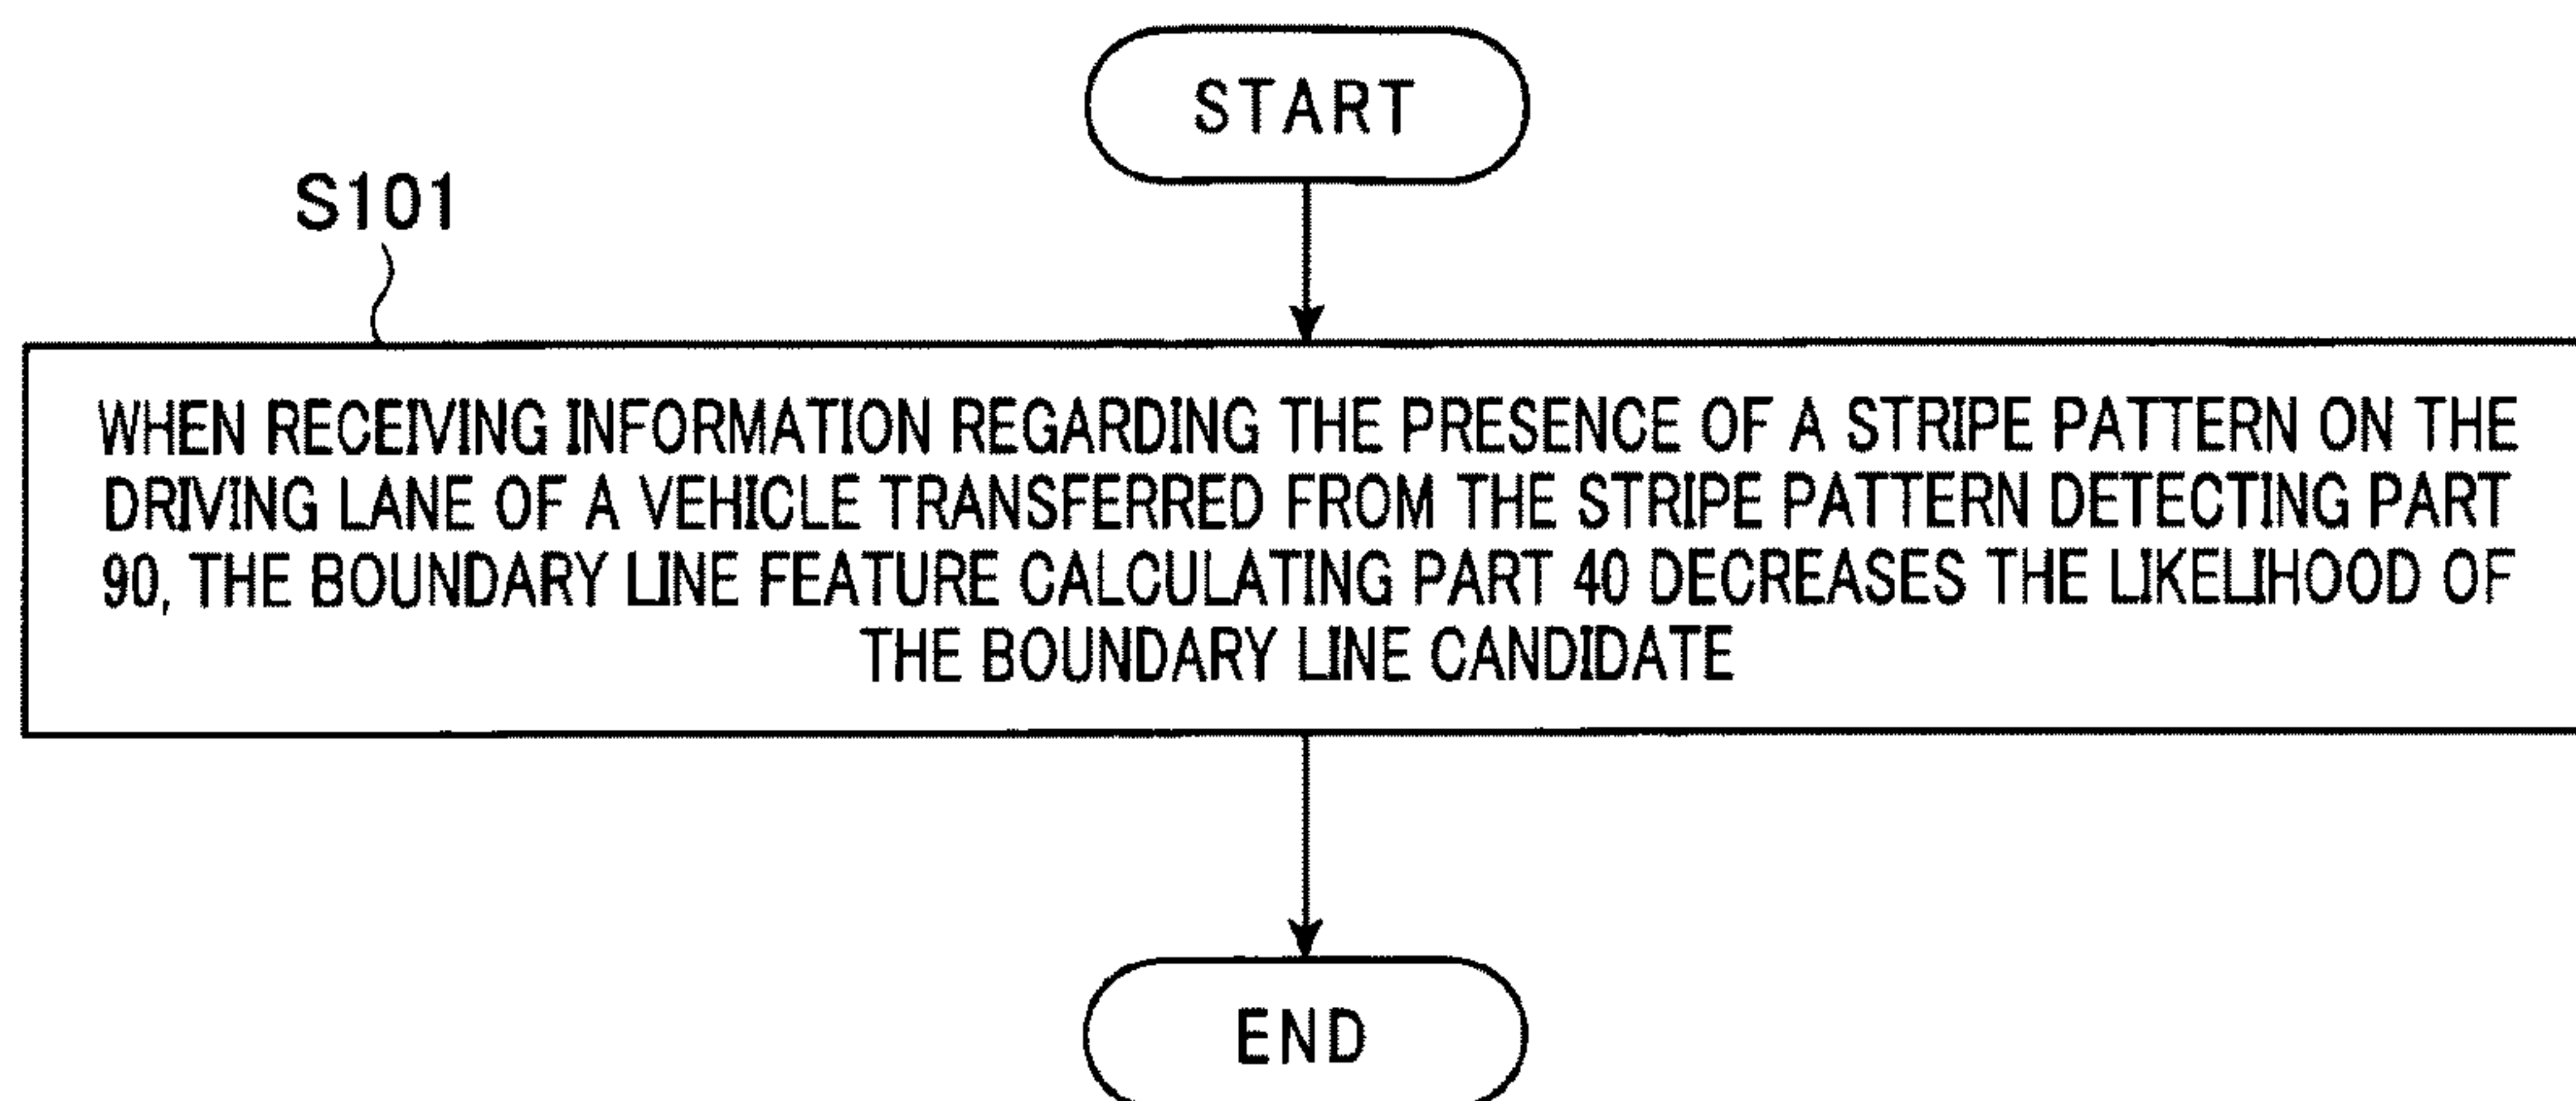 START
S101
WHEN RECEIVING INFORMATION REGARDING THE PRESENCE OF A STRIPE PATTERN ON THE
DRIVING LANE OF A VEHICLE TRANSFERRED FROM THE STRIPE PATTERN DETECTING PART
90, THE BOUNDARY LINE FEATURE CALCULATING PART 40 DECREASES THE LIKELIHOOD OF
THE BOUNDARY LINE CANDIDATE
END